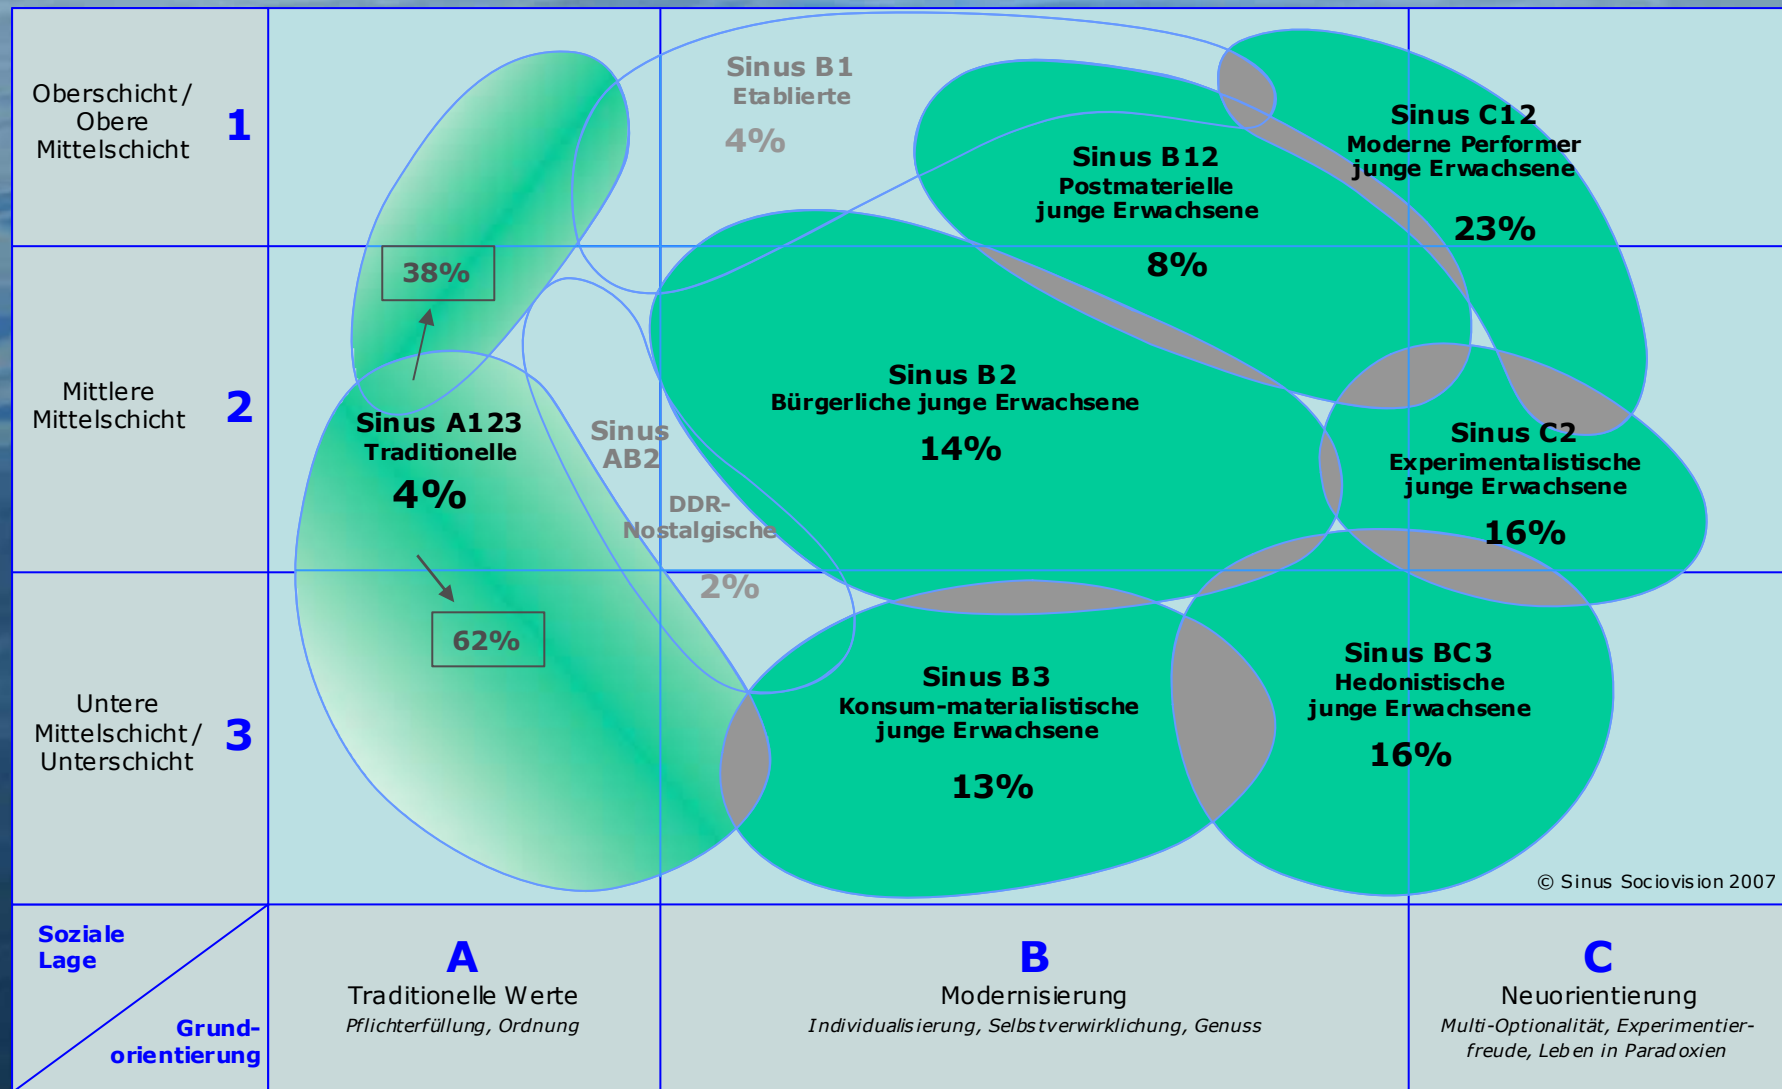 Oberschicht/
Obere
Mittelschicht
1
Mittlere
Mittelschicht
2
Untere
Mittelschicht/
Unterschicht
3
Sinus B1
Etablierte
4%
Sinus C12
Moderne Performer
junge Erwachsene
23%
Sinus B12
Postmaterielle
junge Erwachsene
8%
38%
Sinus A123
Traditionelle
4%
62%
Sinus
AB2
DDR-
Nostalgische
2%
Sinus B2
Bürgerliche junge Erwachsene
14%
Sinus C2
Experimentalistische
junge Erwachsene
16%
Sinus B3
Konsum-materialistische
junge Erwachsene
13%
Sinus BC3
Hedonistische
junge Erwachsene
16%
© Sinus Sociovision 2007
Soziale
Lage
Grund-
orientierung
A
Traditionelle Werte
Pflichterfüllung, Ordnung
B
Modernisierung
Individualisierung, Selbstverwirklichung, Genuss
C
Neuorientierung
Multi-Optionalität, Experimentier-
freude, Leben in Paradoxien